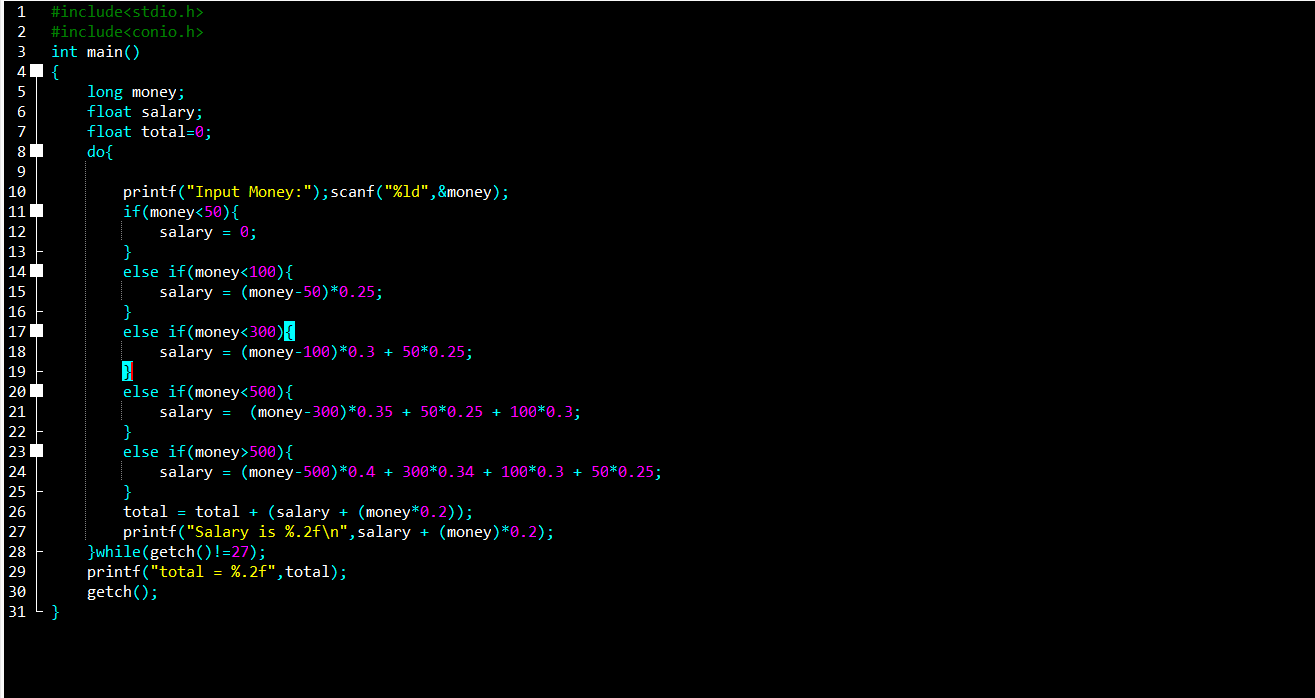 1 #include<stdio.h>
2 #include<conio.h>
3 int main()
4 {
5 long money;
6 float salary;
7 float total=0;
8 do{
9
10 printf("Input Money:");scanf("%ld",&money);
11 if(money<50){
12 salary = 0;
13 }
14 else if(money<100){
15 salary = (money-50)*0.25;
16 }
17 else if(money<300){
18 salary = (money-100)*0.3 + 50*0.25;
19 }
20 else if(money<500){
21 salary =  (money-300)*0.35 + 50*0.25 + 100*0.3;
22 }
23 else if(money>500){
24 salary = (money-500)*0.4 + 300*0.34 + 100*0.3 + 50*0.25;
25 }
26 total = total + (salary + (money*0.2));
27 printf("Salary is %.2f\n",salary + (money)*0.2);
28 }while(getch()!=27);
29 printf("total = %.2f",total);
30 getch();
31 }